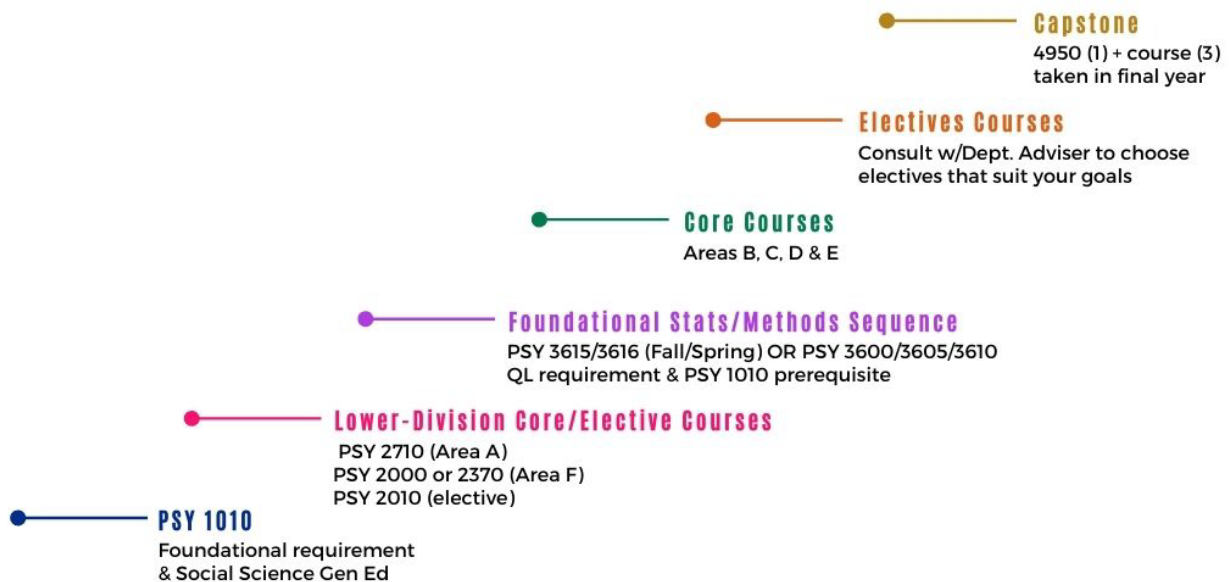 Capstone
4950 (1) + course (3)
taken in final year
Electives Courses
Consult w/Dept. Adviser to choose
electives that suit your goals
Core Courses
Areas B, C, D & E
Foundational Stats/Methods Sequence
PSY 3615/3616 (Fall/Spring) OR PSY 3600/3605/3610
QL requirement & PSY 1010 prerequisite
Lower-Division Core/Elective Courses
PSY 2710 (Area A)
PSY 2000 or 2370 (Area F)
PSY 2010 (elective)
PSY 1010
Foundational requirement
& Social Science Gen Ed